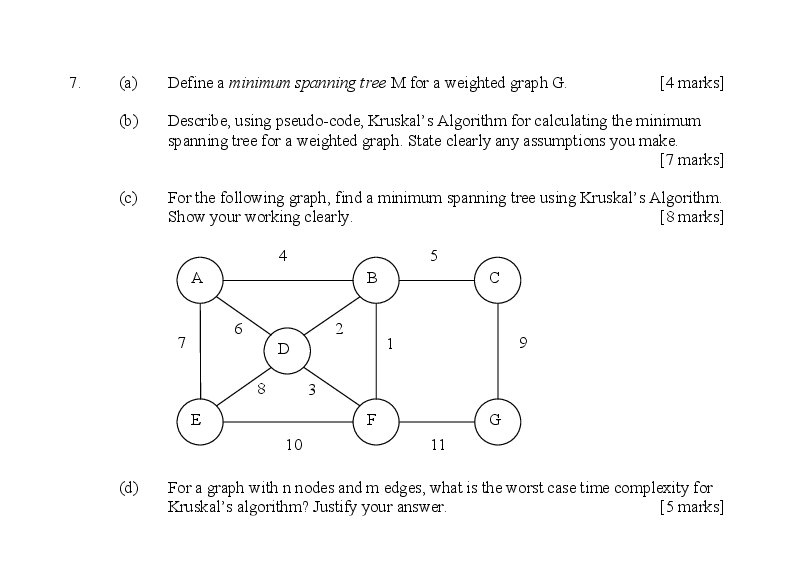 7. (a) Define a minimum spanning tree M for a weighted graph G. [4 marks]
(b) Describe, using pseudo-code, Kruskal's Algorithm for calculating the minimum
spanning tree for a weighted graph. State clearly any assumptions you make.
[7 marks]
(c) For the following graph, find a minimum spanning tree using Kruskal's Algorithm.
Show your working clearly. [8 marks]
4 5
A B C
6 2
7 D 1 9
8 3
E F G
10 11
(d) For a graph with n nodes and m edges, what is the worst case time complexity for
Kruskal's algorithm? Justify your answer. [5 marks]